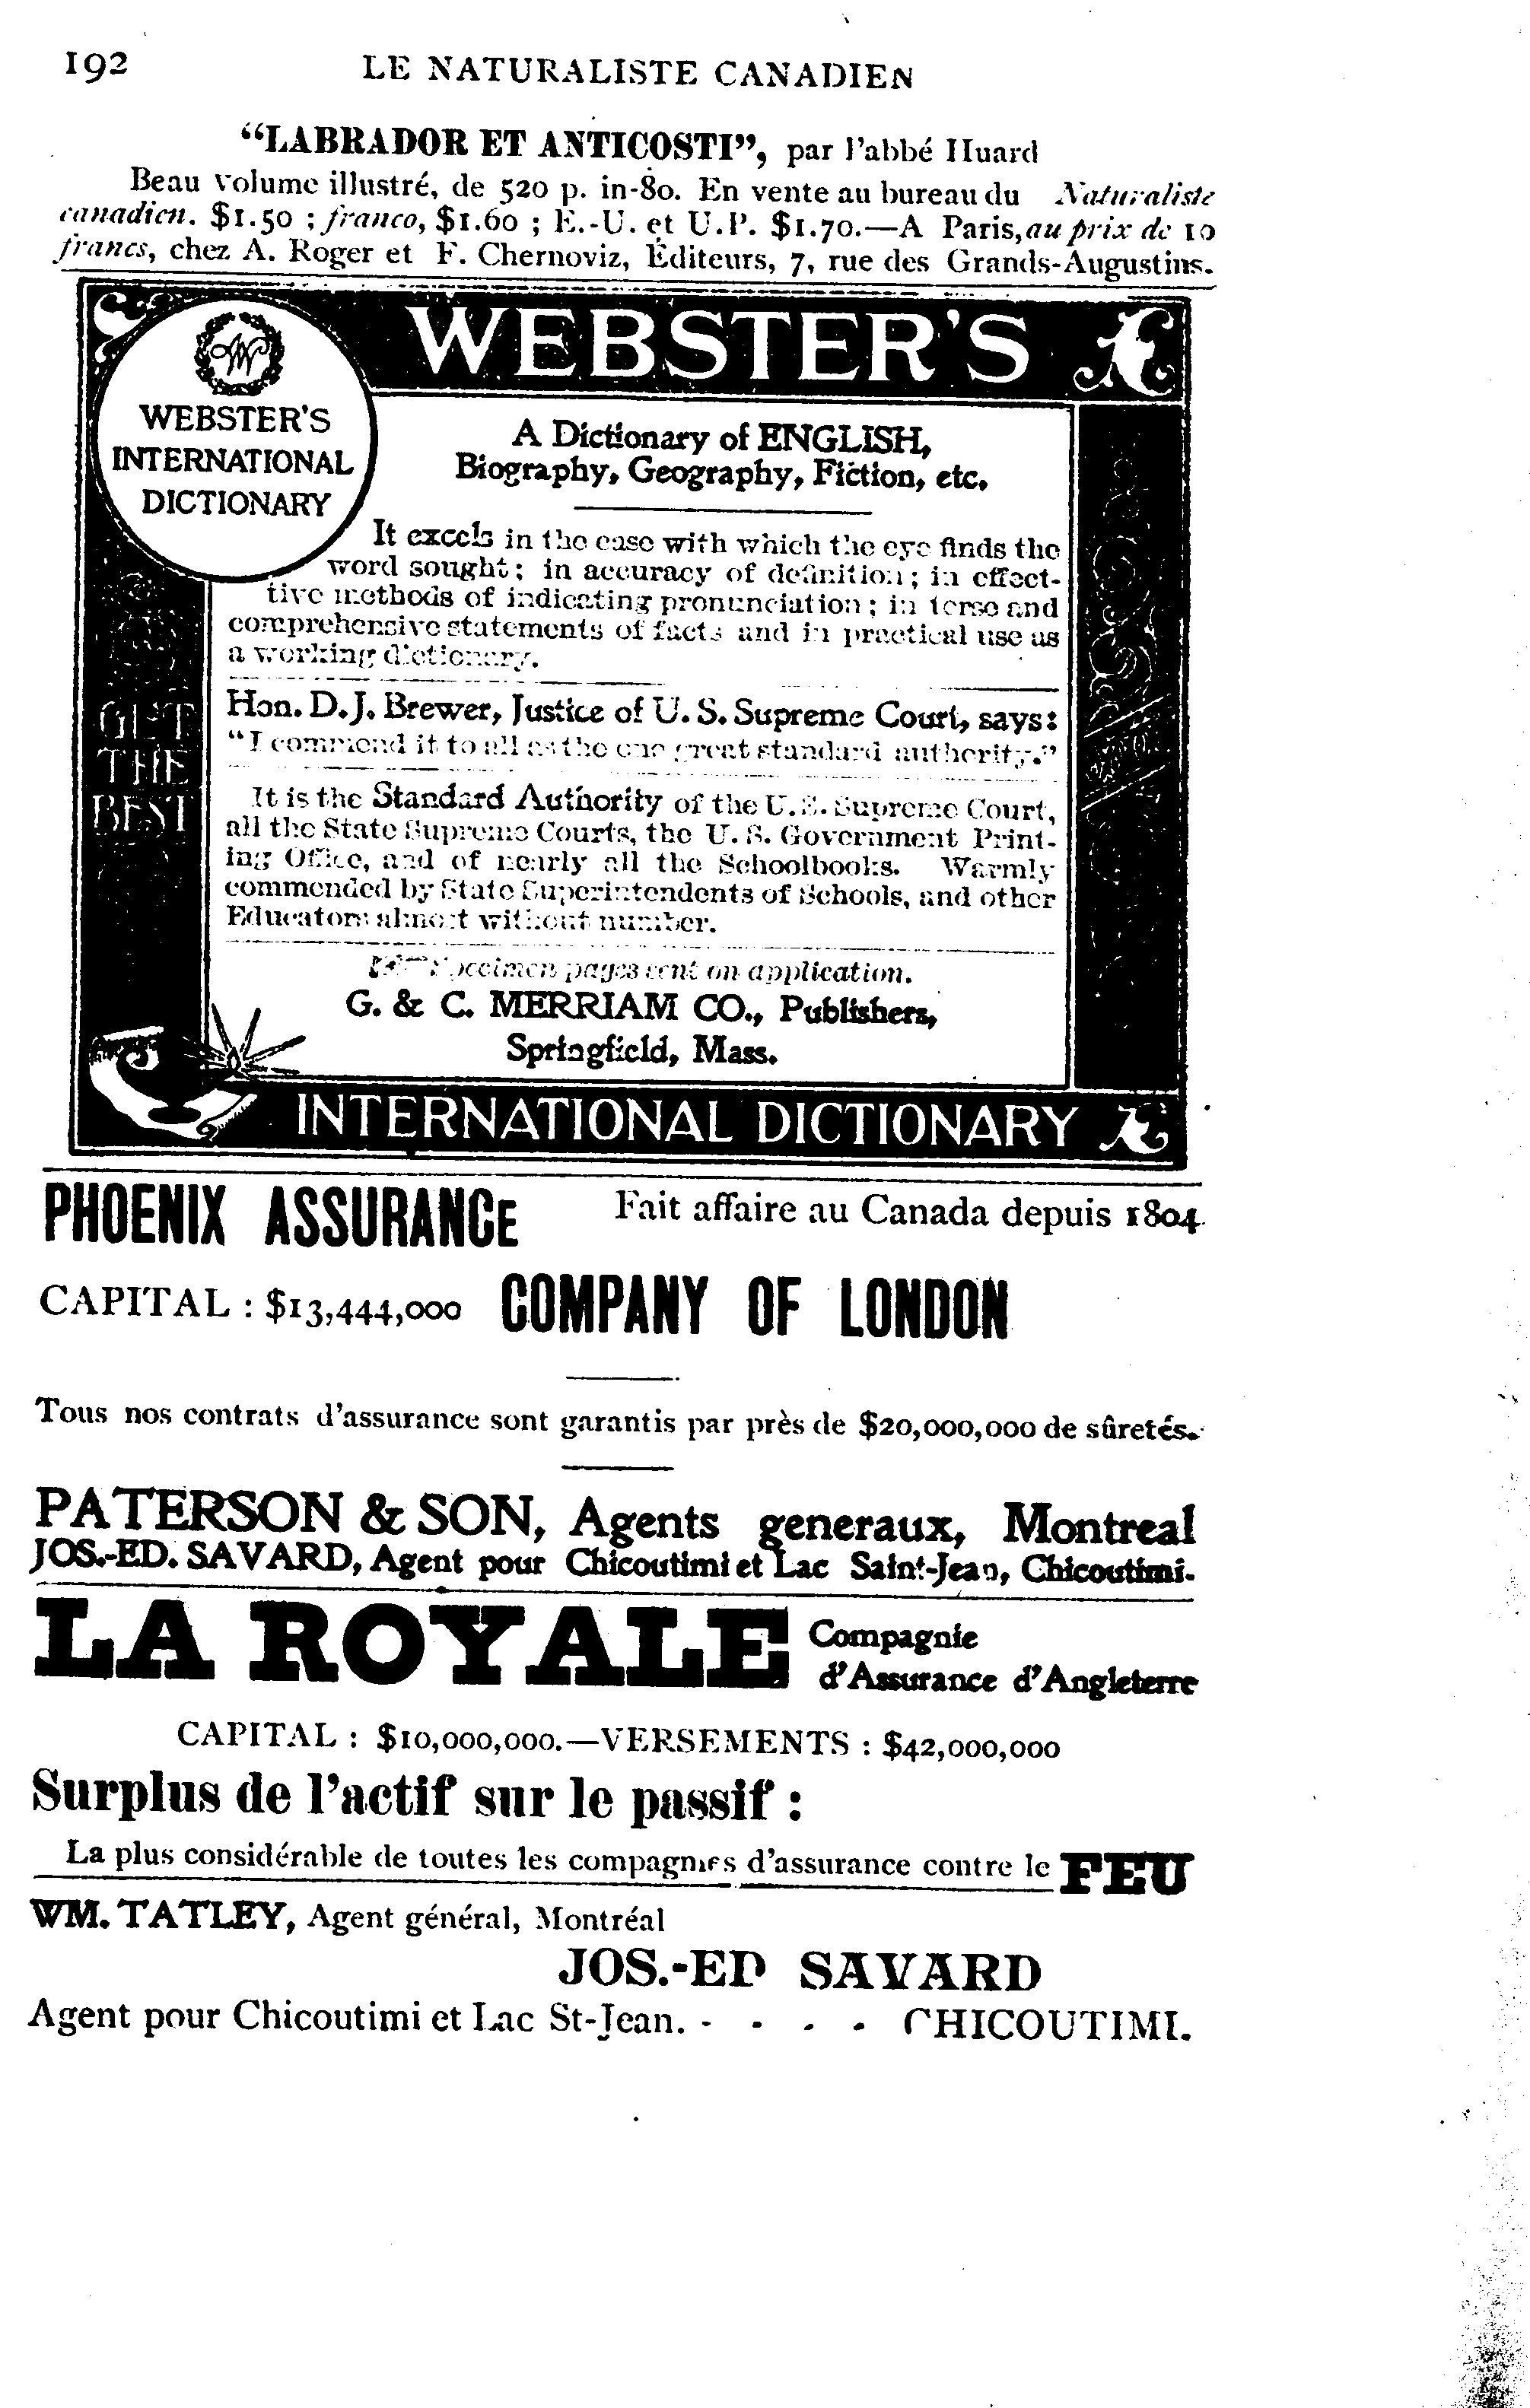 192
LE NATURALISTE CANADIEN
“LABRADOR ET ANTICOSTI”, par l’abbé Huard
Beau volume illustré, de 520 p. in-8o. En vente au bureau du Naturaliste
canadien. $1.50 ; franco, $1.60 ; E.-U. et U.P. $1.70.—A Paris, au prix de 10
francs, chez A. Roger et F. Chernoviz, Éditeurs, 7, rue des Grands-Augustins.
WEBSTER'S
WEBSTER'S
INTERNATIONAL
DICTIONARY
A Dictionary of ENGLISH,
Biography, Geography, Fiction, etc.
It excels in the ease with which the eye finds the
word sought; in accuracy of definition; in effect-
tive methods of indicating pronunciation; in terse and
comprehensive statements of facts and in practical use as
a working dictionary.
GET
THE
BEST
Hon. D. J. Brewer, Justice of U. S. Supreme Court, says:
“I commend it to all as the one great standard authority.”
It is the Standard Authority of the U. S. Supreme Court,
all the State Supreme Courts, the U. S. Government Print-
ing Office, and of nearly all the Schoolbooks. Warmly
commended by State Superintendents of Schools, and other
Educators almost without number.
Specimen pages sent on application.
G. & C. MERRIAM CO., Publishers,
Springfield, Mass.
INTERNATIONAL DICTIONARY
PHOENIX ASSURANCE Fait affaire au Canada depuis 1804.
CAPITAL : $13,444,000 COMPANY OF LONDON
Tous nos contrats d’assurance sont garantis par près de $20,000,000 de sûretés.
PATERSON & SON, Agents generaux, Montreal
JOS.-ED. SAVARD, Agent pour Chicoutimi et Lac Saint-Jean, Chicoutimi.
LA ROYALE Compagnie
d’Assurance d’Angleterre
CAPITAL : $10,000,000.—VERSEMENTS : $42,000,000
Surplus de l’actif sur le passif :
La plus considérable de toutes les compagnies d’assurance contre le FEU
WM. TATLEY, Agent général, Montréal
JOS.-ED SAVARD
Agent pour Chicoutimi et Lac St-Jean. - - - - CHICOUTIMI.